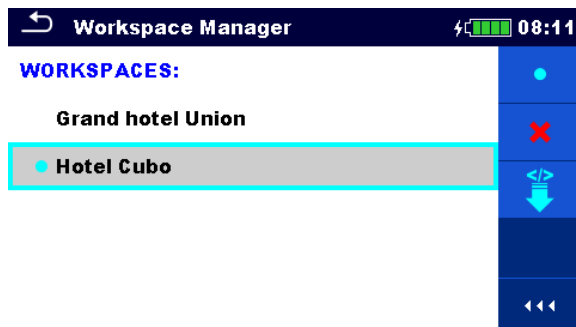 Workspace Manager 08:11
WORKSPACES:
Grand hotel Union
Hotel Cubo
</>